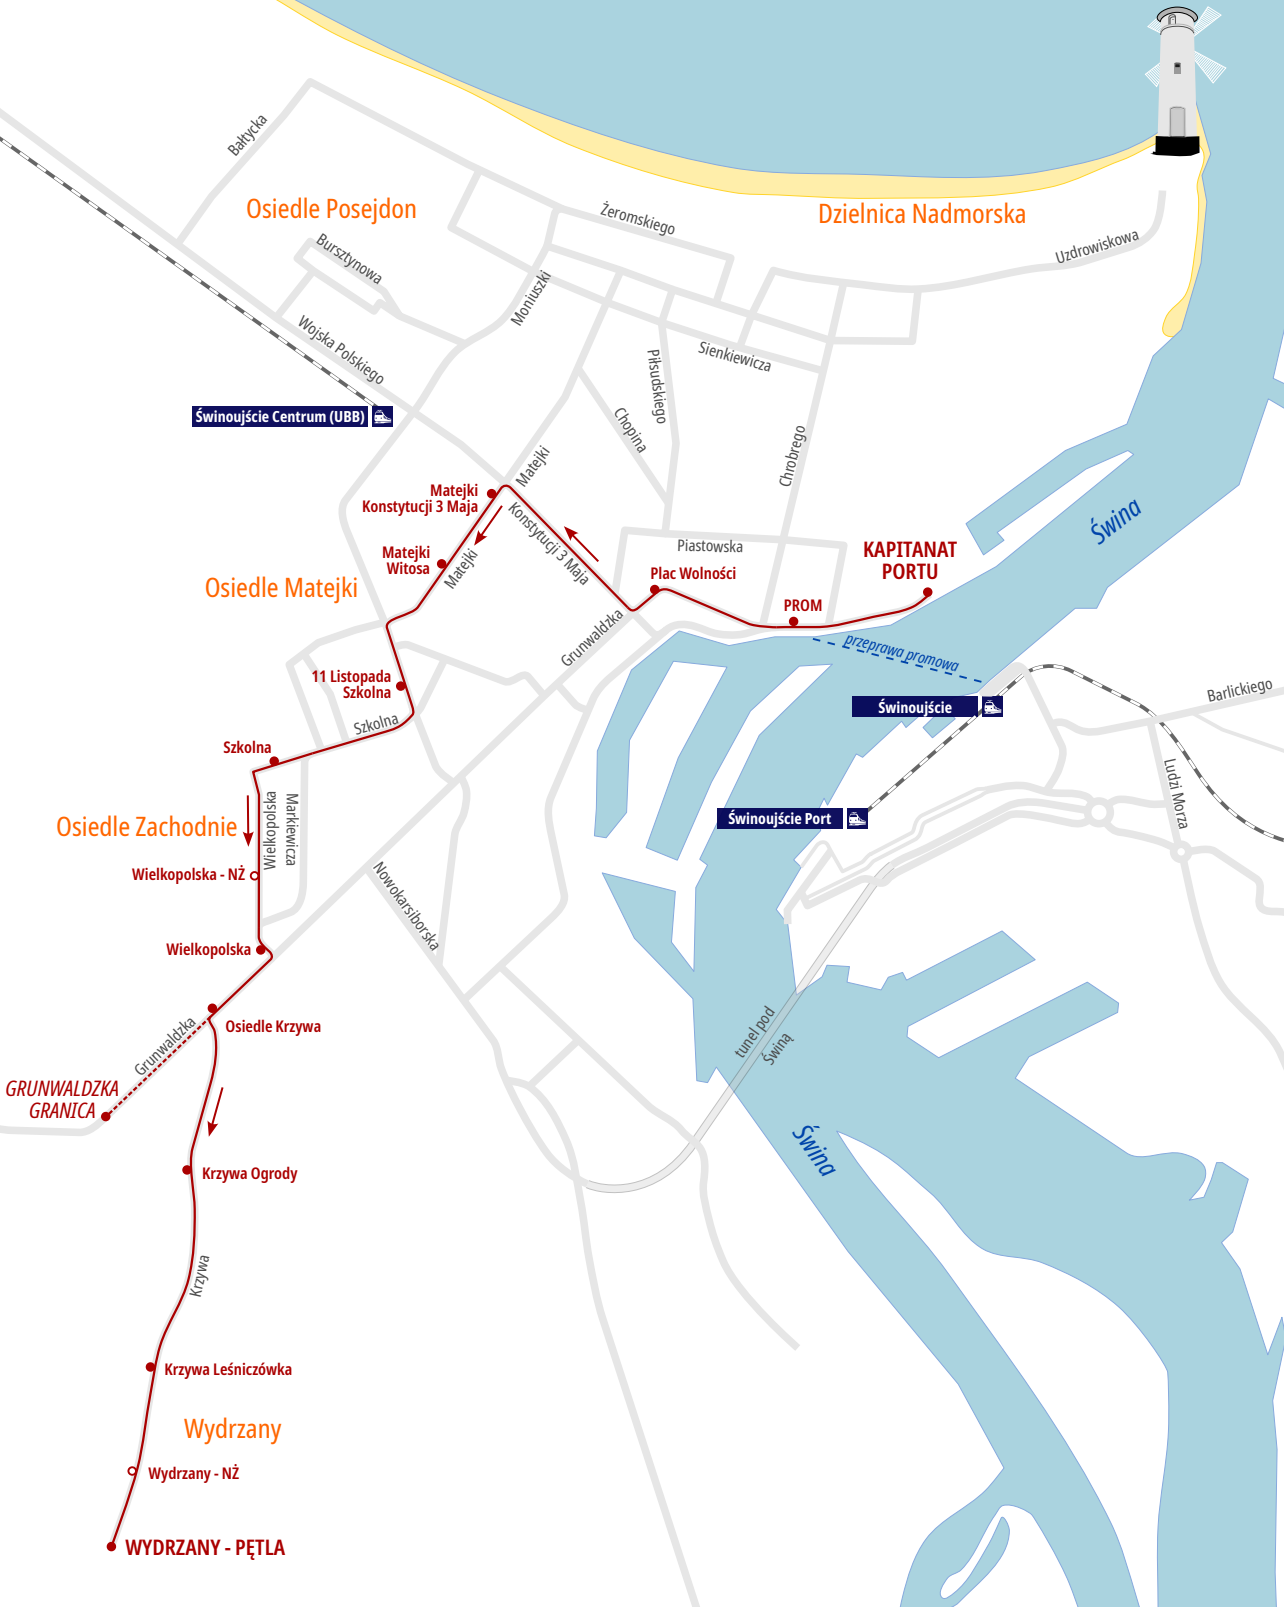 Bałtycka
Osiedle Posejdon
Żeromskiego
Dzielnica Nadmorska
Uzdrowiskowa
Bursztynowa
Moniuszki
Wojska Polskiego
Sienkiewicza
Piłsudskiego
Chopina
Chrobrego
Świnoujście Centrum (UBB)
Matejki
Matejki
Konstytucji 3 Maja
Konstytucji 3 Maja
Świna
Piastowska
KAPITANAT
PORTU
Matejki
Witosa
Matejki
Plac Wolności
Osiedle Matejki
PROM
Grunwaldzka
przeprawa promowa
11 Listopada
Szkolna
Szkolna
Świnoujście
Barlickiego
Szkolna
Ludzi Morza
Wielkopolska
Markiewicza
Osiedle Zachodnie
Świnoujście Port
Wielkopolska - NŻ
Nowokarsiborska
Wielkopolska
Osiedle Krzywa
Grunwaldzka
tunel pod
Świną
GRUNWALDZKA
GRANICA
Świna
Krzywa Ogrody
Krzywa
Krzywa Leśniczówka
Wydrzany
Wydrzany - NŻ
WYDRZANY - PĘTLA